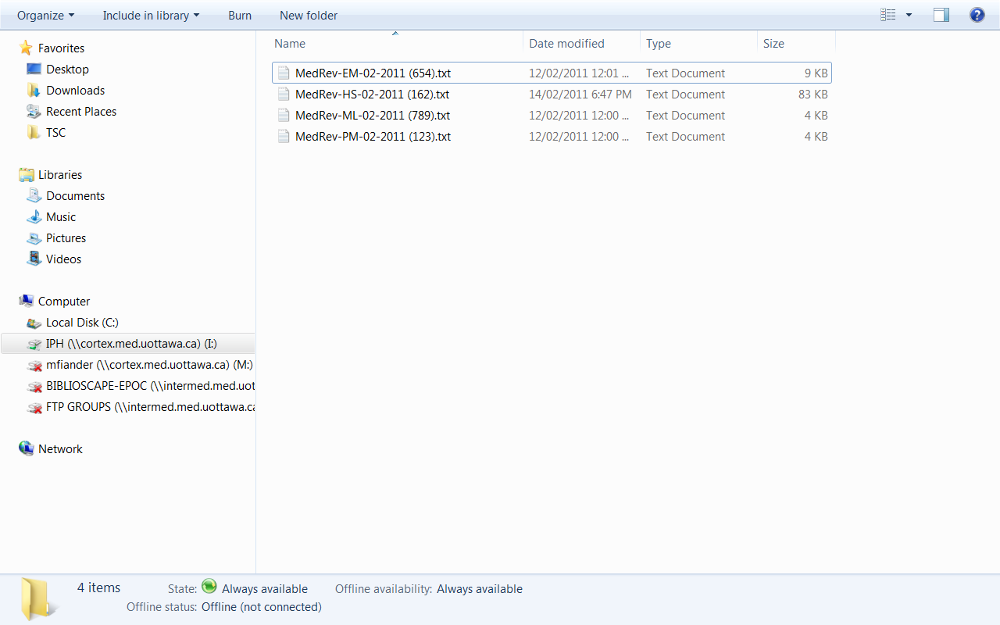 Organize Include in library Burn New folder
Name Date modified Type Size
Favorites
Desktop
Downloads
Recent Places
TSC
Libraries
Documents
Music
Pictures
Videos
Computer
Local Disk (C:)
IPH (\\cortex.med.uottawa.ca) (I:)
mfiander (\\cortex.med.uottawa.ca) (M:)
BIBLIOSCAPE-EPOC (\\intermed.med.uot
FTP GROUPS (\\intermed.med.uottawa.ca
Network
MedRev-EM-02-2011 (654).txt 12/02/2011 12:01 ... Text Document 9 KB
MedRev-HS-02-2011 (162).txt 14/02/2011 6:47 PM Text Document 83 KB
MedRev-ML-02-2011 (789).txt 12/02/2011 12:00 ... Text Document 4 KB
MedRev-PM-02-2011 (123).txt 12/02/2011 12:00 ... Text Document 4 KB
4 items State: Always available Offline availability: Always available
Offline status: Offline (not connected)